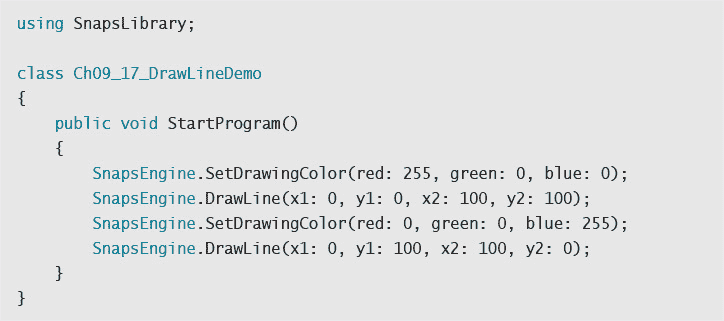 using SnapsLibrary;

class Ch09_17_DrawLineDemo
{
    public void StartProgram()
    {
        SnapsEngine.SetDrawingColor(red: 255, green: 0, blue: 0);
        SnapsEngine.DrawLine(x1: 0, y1: 0, x2: 100, y2: 100);
        SnapsEngine.SetDrawingColor(red: 0, green: 0, blue: 255);
        SnapsEngine.DrawLine(x1: 0, y1: 100, x2: 100, y2: 0);
    }
}